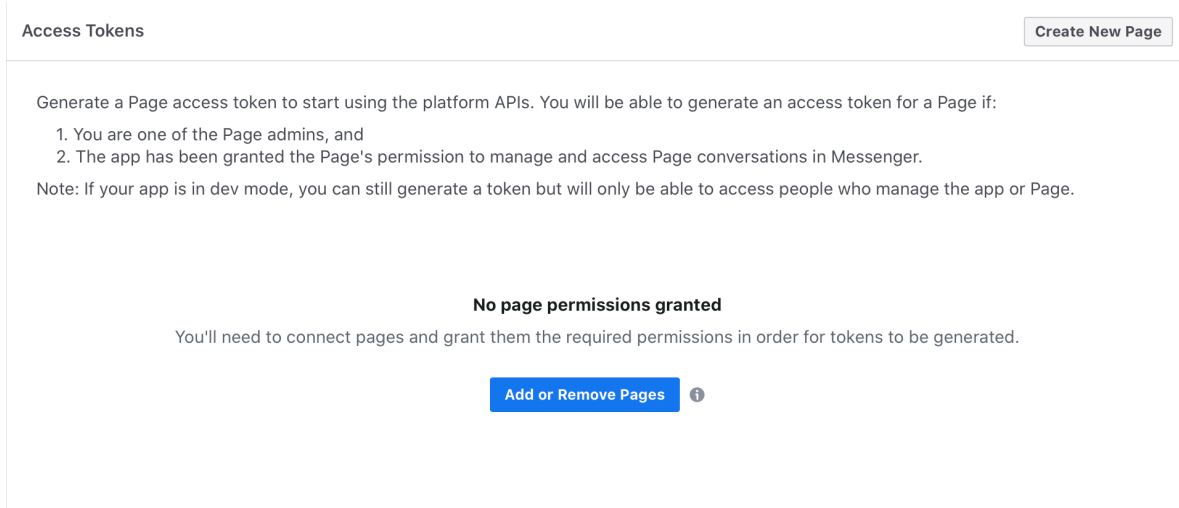 Access Tokens
Create New Page
Generate a Page access token to start using the platform APIs. You will be able to generate an access token for a Page if:
1. You are one of the Page admins, and
2. The app has been granted the Page's permission to manage and access Page conversations in Messenger.
Note: If your app is in dev mode, you can still generate a token but will only be able to access people who manage the app or Page.
No page permissions granted
You'll need to connect pages and grant them the required permissions in order for tokens to be generated.
Add or Remove Pages